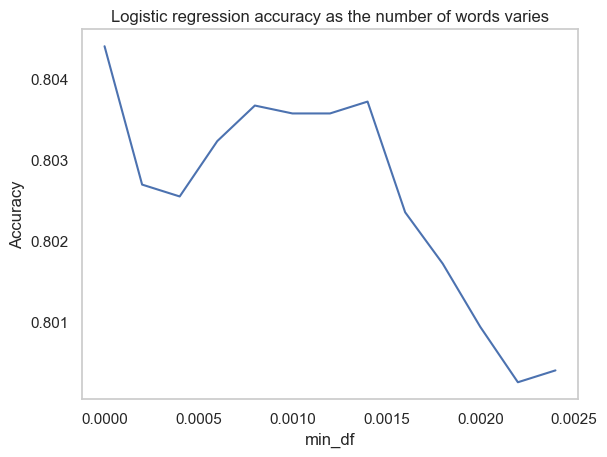 Logistic regression accuracy as the number of words varies
0.804
0.803
0.802
0.801
Accuracy
0.0000 0.0005 0.0010 0.0015 0.0020 0.0025
min_df